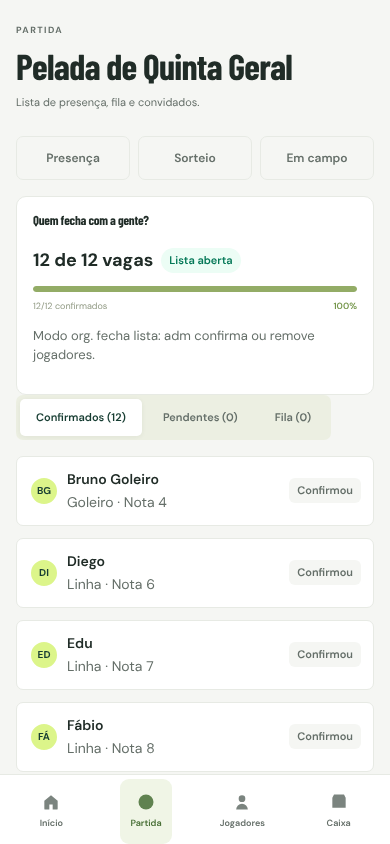 PARTIDA
Pelada de Quinta Geral
Lista de presença, fila e convidados.
Presença
Sorteio
Em campo
Quem fecha com a gente?
12 de 12 vagas
Lista aberta
12/12 confirmados
100%
Modo org. fecha lista: adm confirma ou remove
jogadores.
Confirmados (12)
Pendentes (0)
Fila (0)
BG
Bruno Goleiro
Goleiro · Nota 4
Confirmou
DI
Diego
Linha · Nota 6
Confirmou
ED
Edu
Linha · Nota 7
Confirmou
FÁ
Fábio
Linha · Nota 8
Confirmou
Início
Partida
Jogadores
Caixa